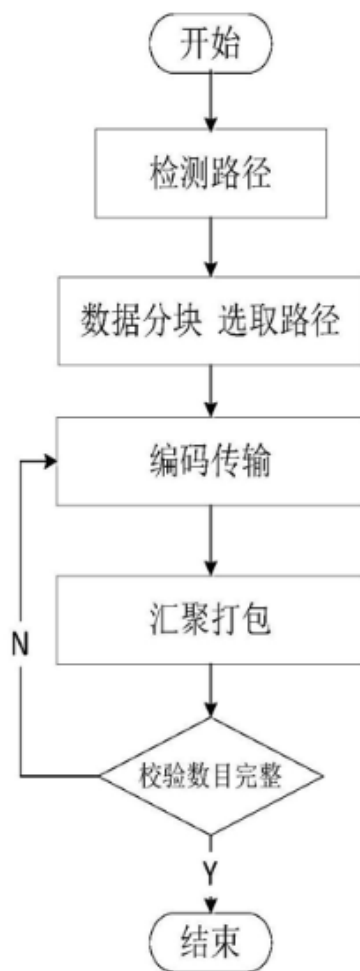 开始
检测路径
数据分块 选取路径
编码传输
汇聚打包
N
校验数目完整
Y
结束